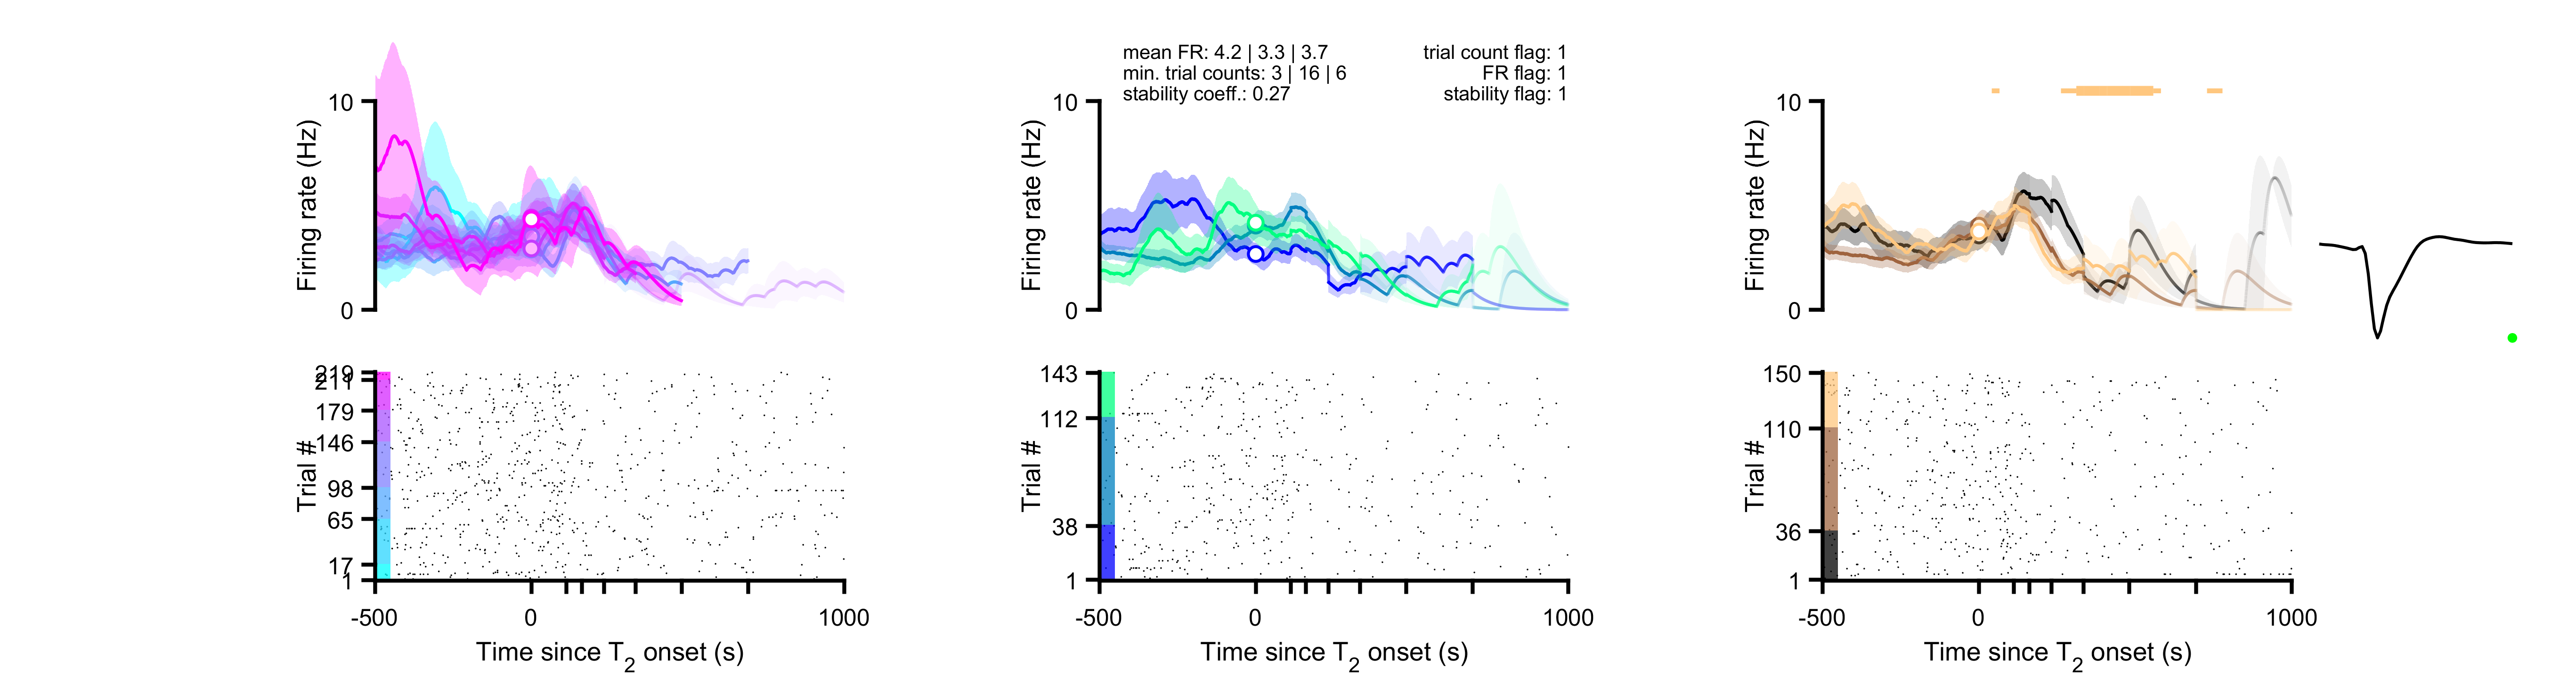 mean FR: 4.2 | 3.3 | 3.7
min. trial counts: 3 | 16 | 6
stability coeff.: 0.27
trial count flag: 1
FR flag: 1
stability flag: 1
10
Firing rate (Hz)
0
10
Firing rate (Hz)
0
10
Firing rate (Hz)
0
219
211
179
146
98
65
17
1
Trial #
-500
0
1000
Time since T2 onset (s)
143
112
38
1
Trial #
-500
0
1000
Time since T2 onset (s)
150
110
36
1
Trial #
-500
0
1000
Time since T2 onset (s)